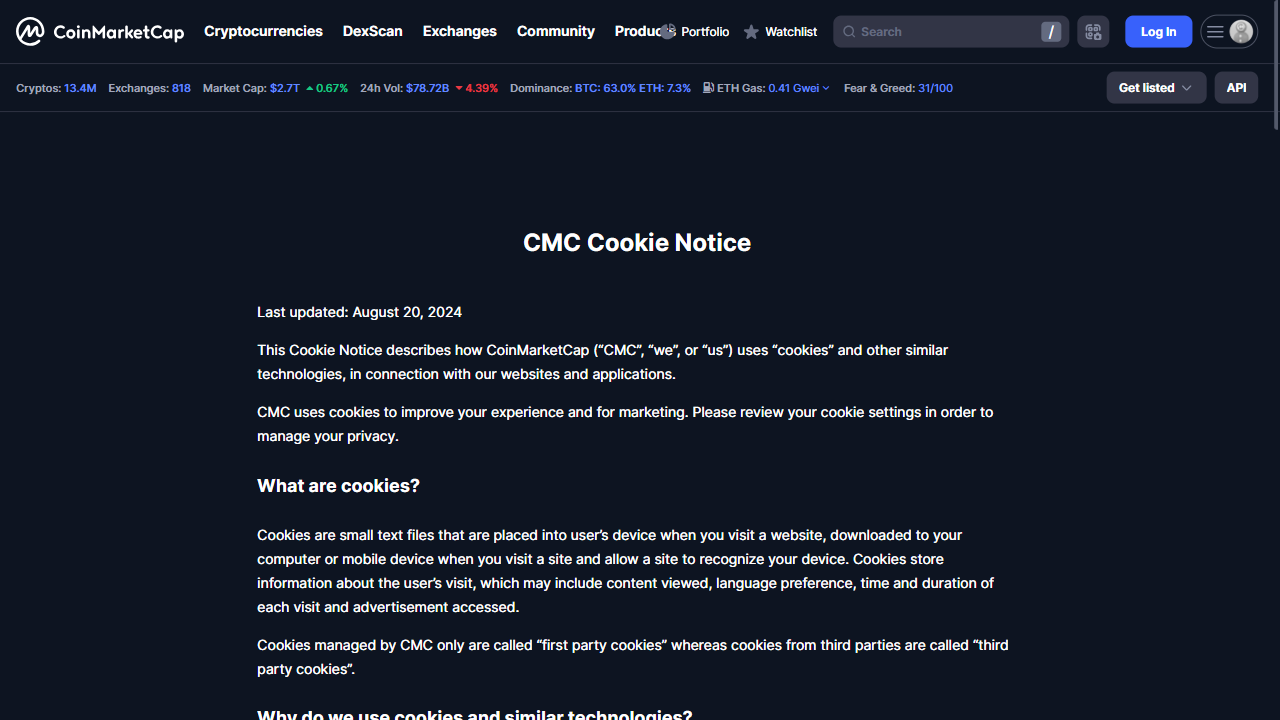 CoinMarketCap Cryptocurrencies DexScan Exchanges Community Portfolio Watchlist Search / Log In
Cryptos: 13.4M Exchanges: 818 Market Cap: $2.7T 0.67% 24h Vol: $78.72B 4.39% Dominance: BTC: 63.0% ETH: 7.3% ETH Gas: 0.41 Gwei Fear & Greed: 31/100 Get listed API
CMC Cookie Notice
Last updated: August 20, 2024
This Cookie Notice describes how CoinMarketCap (“CMC”, “we”, or “us”) uses “cookies” and other similar
technologies, in connection with our websites and applications.
CMC uses cookies to improve your experience and for marketing. Please review your cookie settings in order to
manage your privacy.
What are cookies?
Cookies are small text files that are placed into user’s device when you visit a website, downloaded to your
computer or mobile device when you visit a site and allow a site to recognize your device. Cookies store
information about the user’s visit, which may include content viewed, language preference, time and duration of
each visit and advertisement accessed.
Cookies managed by CMC only are called “first party cookies” whereas cookies from third parties are called “third
party cookies”.
Why do we use cookies and similar technologies?